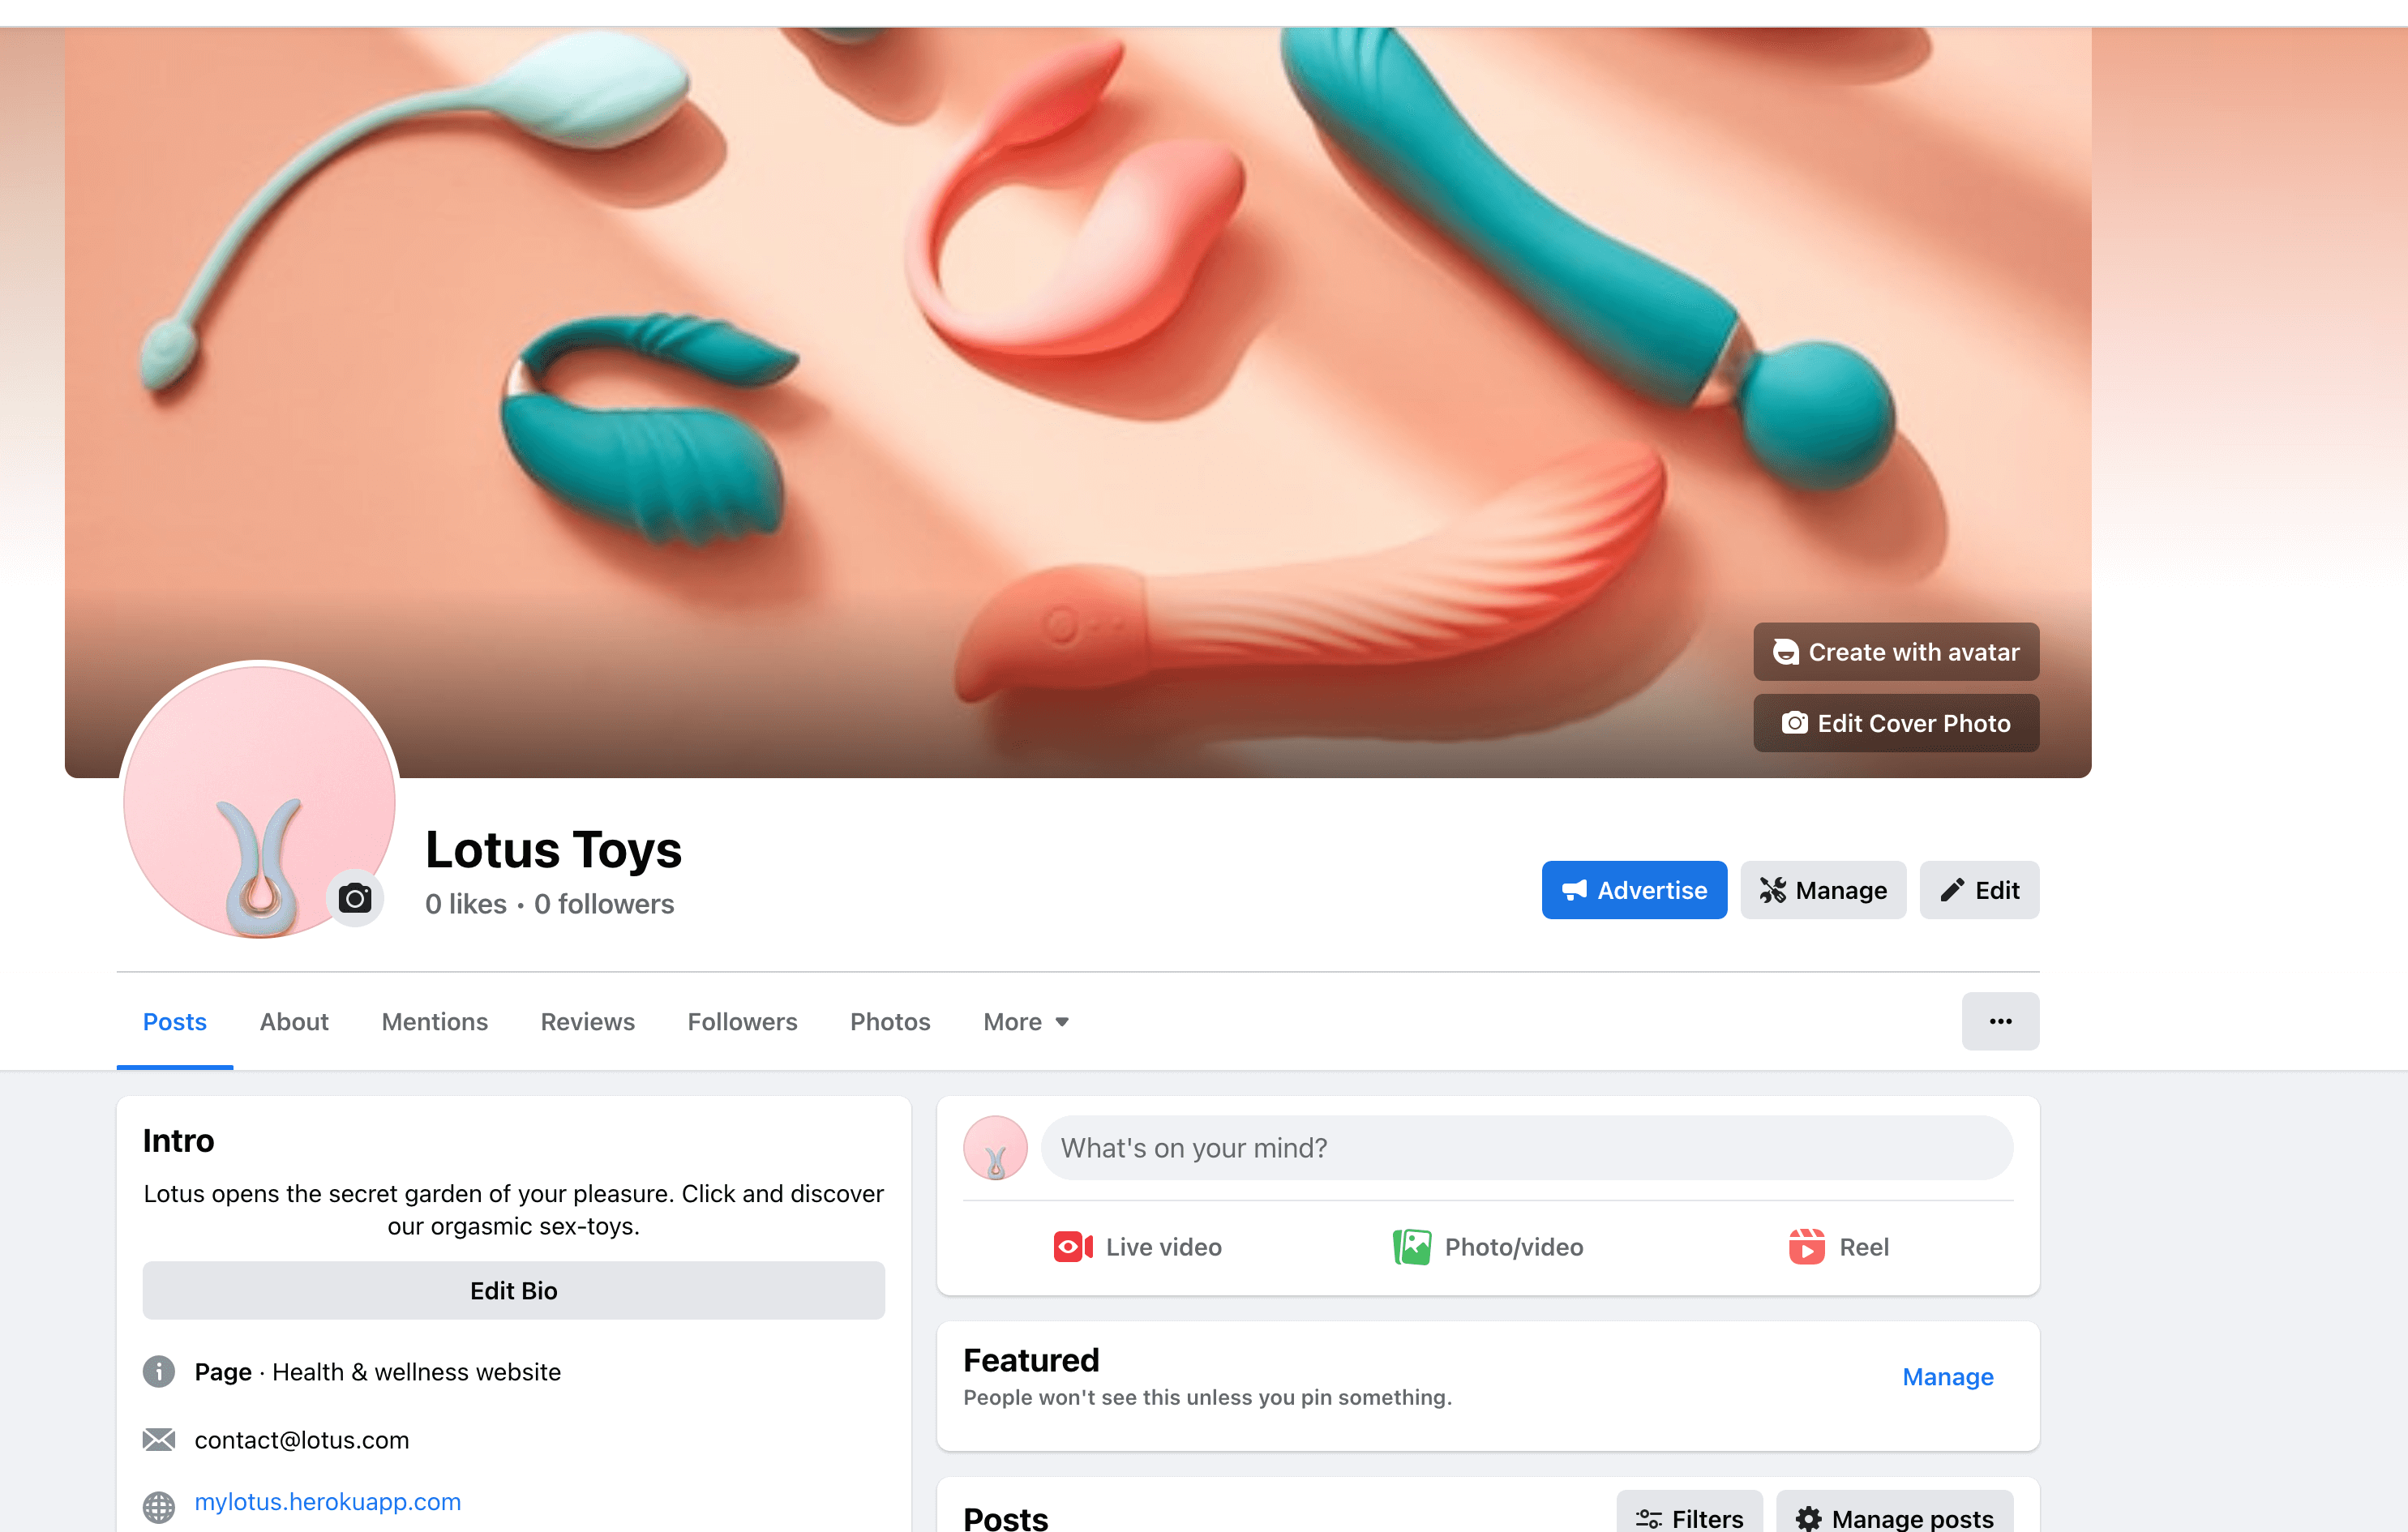 Create with avatar
Edit Cover Photo
Lotus Toys
0 likes • 0 followers
Advertise
Manage
Edit
Posts
About
Mentions
Reviews
Followers
Photos
More
Intro
Lotus opens the secret garden of your pleasure. Click and discover
our orgasmic sex-toys.
Edit Bio
Page · Health & wellness website
contact@lotus.com
mylotus.herokuapp.com
What's on your mind?
Live video
Photo/video
Reel
Featured
People won't see this unless you pin something.
Manage
Posts
Filters
Manage posts